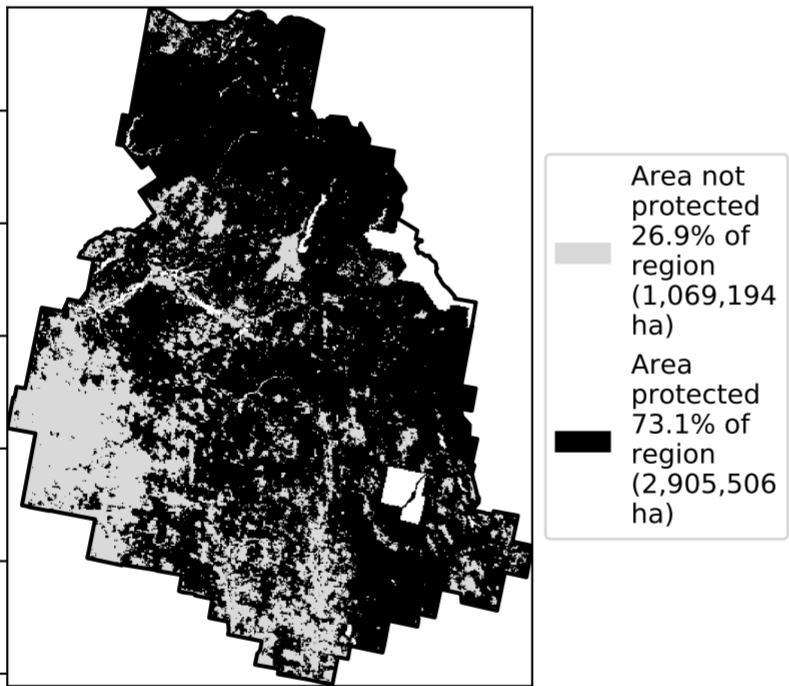 Area not
protected
26.9% of
region
(1,069,194
ha)
Area
protected
73.1% of
region
(2,905,506
ha)